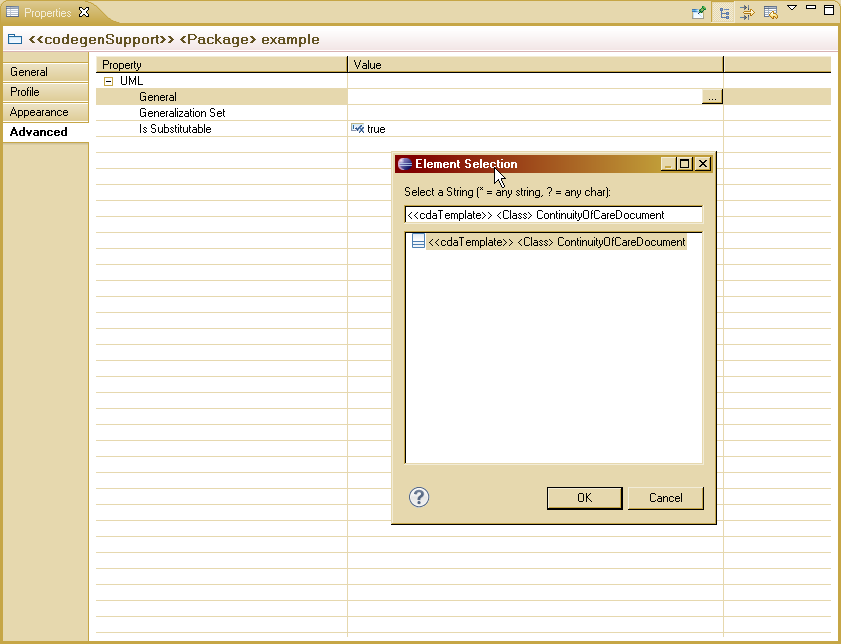 Properties
<<codegenSupport>> <Package> example
General
Profile
Appearance
Advanced
Property Value
UML
General ...
Generalization Set
Is Substitutable true
Element Selection
Select a String (* = any string, ? = any char):
<<cdaTemplate>> <Class> ContinuityOfCareDocument
<<cdaTemplate>> <Class> ContinuityOfCareDocument
? OK Cancel